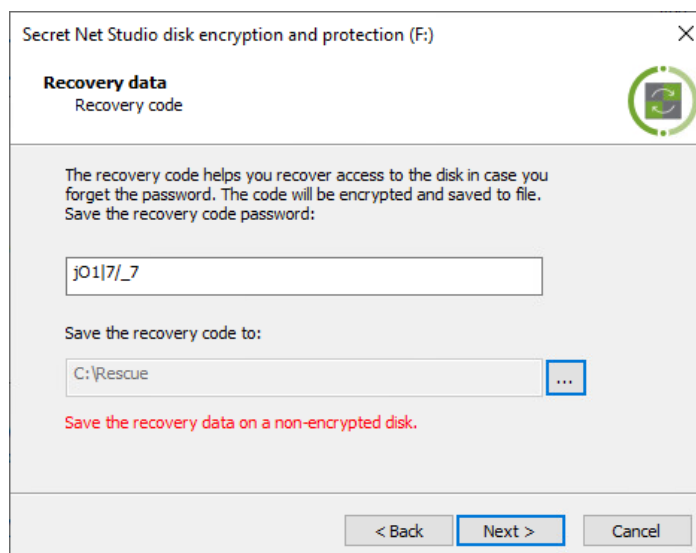 Secret Net Studio disk encryption and protection (F:)
Recovery data
Recovery code
The recovery code helps you recover access to the disk in case you
forget the password. The code will be encrypted and saved to file.
Save the recovery code password:
jO1|7/_7
Save the recovery code to:
C:\Rescue
...
Save the recovery data on a non-encrypted disk.
< Back
Next >
Cancel